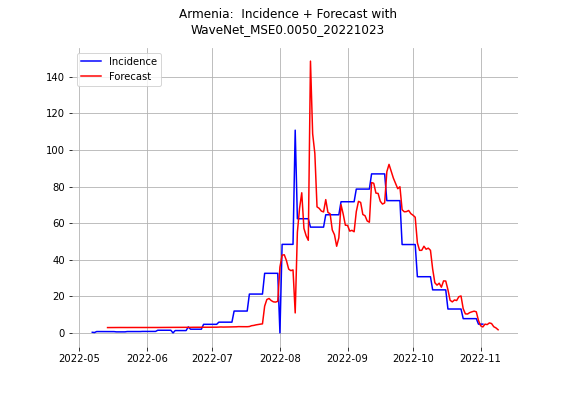 Armenia:  Incidence + Forecast with
WaveNet_MSE0.0050_20221023
Incidence
Forecast
140
120
100
80
60
40
20
0
2022-05 2022-06 2022-07 2022-08 2022-09 2022-10 2022-11